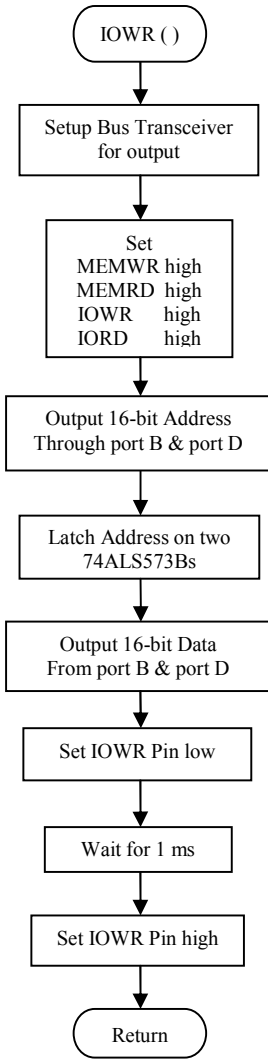 IOWR ( )
Setup Bus Transceiver
for output
Set
MEMWR high
MEMRD high
IOWR high
IORD high
Output 16-bit Address
Through port B & port D
Latch Address on two
74ALS573Bs
Output 16-bit Data
From port B & port D
Set IOWR Pin low
Wait for 1 ms
Set IOWR Pin high
Return